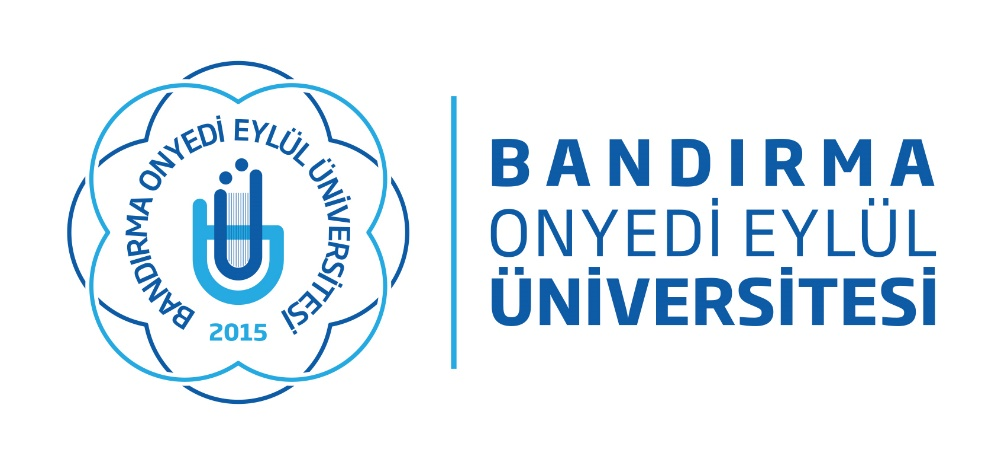 BANDIRMA ONYEDİ EYLÜL ÜNİVERSİTESİ
2015
BANDIRMA
ONYEDİ EYLÜL
ÜNİVERSİTESİ